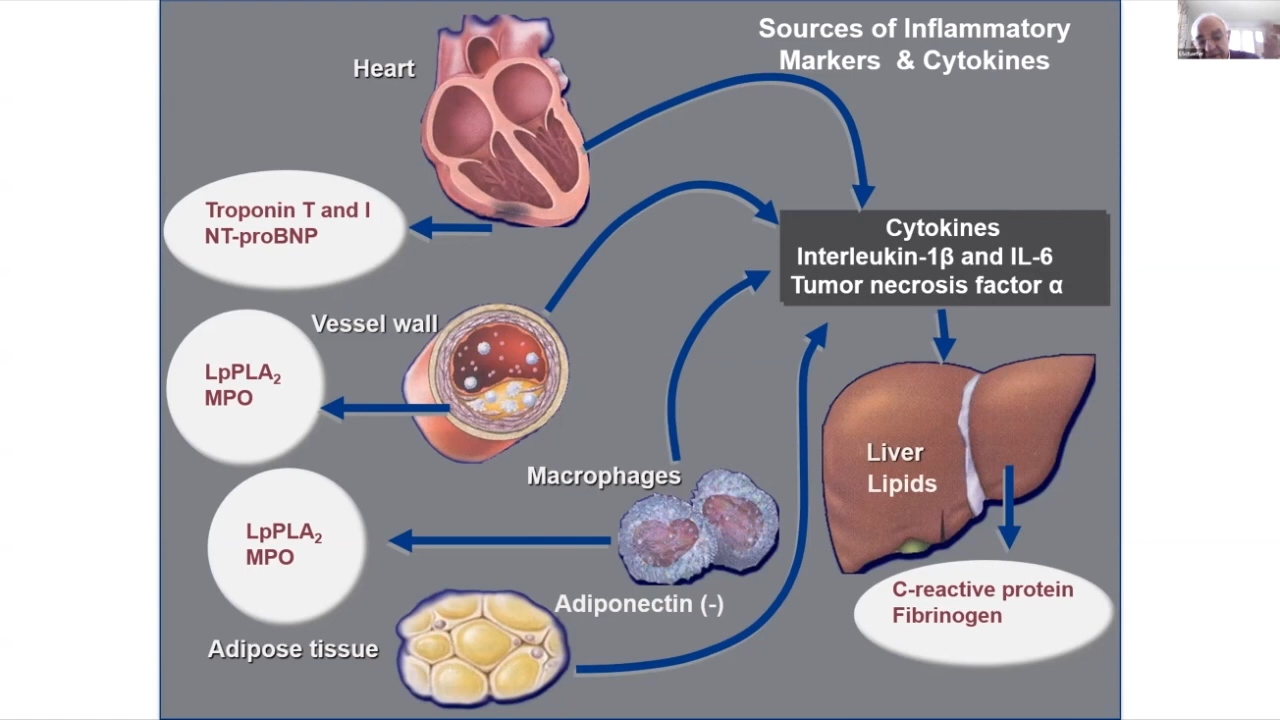 Sources of Inflammatory
Markers & Cytokines
Heart
Troponin T and I
NT-proBNP
Cytokines
Interleukin-1β and IL-6
Tumor necrosis factor α
Vessel wall
LpPLA₂
MPO
Macrophages
Liver
Lipids
LpPLA₂
MPO
C-reactive protein
Fibrinogen
Adiponectin (-)
Adipose tissue